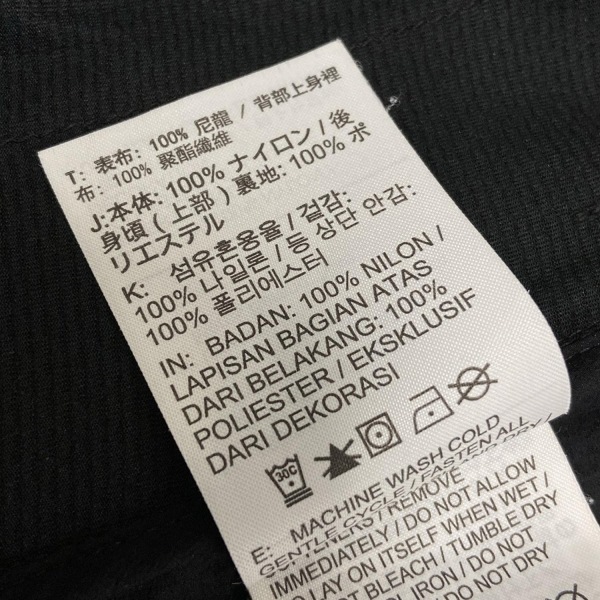 T: 表布: 100% 尼龍 / 背部上身裡
布: 100% 聚酯纖維
J:本体: 100% ナイロン / 後
身頃 ( 上部 ) 裏地: 100% ポ
リエステル
K: 섬유혼용율 / 겉감:
100% 나일론 / 등 상단 안감:
100% 폴리에스터
IN: BADAN: 100% NILON /
LAPISAN BAGIAN ATAS
DARI BELAKANG: 100%
POLIESTER / EKSKLUSIF
DARI DEKORASI
30C
E: MACHINE WASH COLD
GENTLE CYCLE / FASTEN ALL
REMOVE
IMMEDIATELY / DO NOT ALLOW
LAY ON ITSELF WHEN WET /
BLEACH / TUMBLE DRY
IRON / DO NOT
DRY